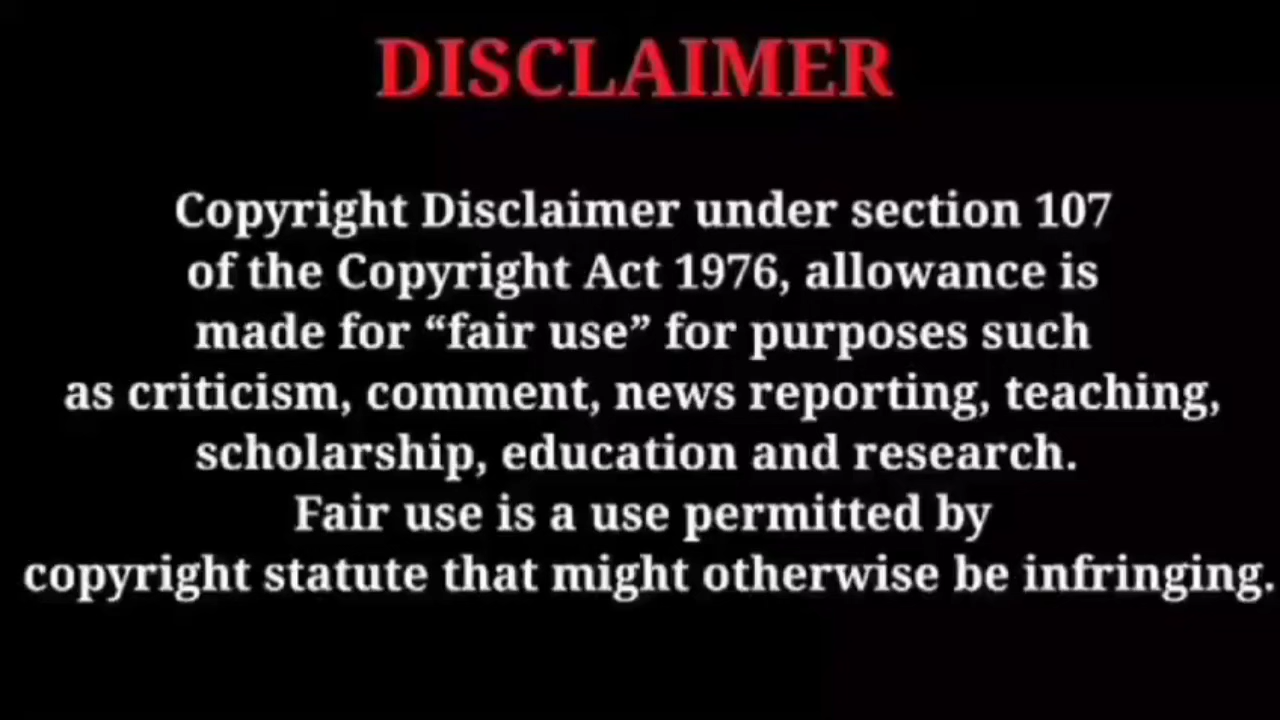 DISCLAIMER
Copyright Disclaimer under section 107
of the Copyright Act 1976, allowance is
made for “fair use” for purposes such
as criticism, comment, news reporting, teaching,
scholarship, education and research.
Fair use is a use permitted by
copyright statute that might otherwise be infringing.